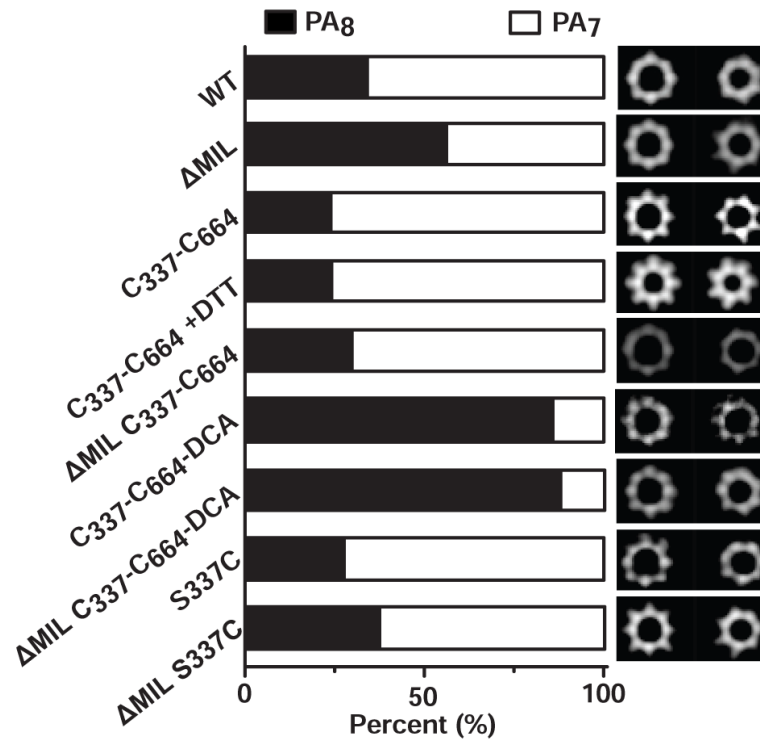 PA8 PA7
WT
ΔMIL
C337-C664
C337-C664 +DTT
ΔMIL C337-C664
C337-C664-DCA
ΔMIL C337-C664-DCA
S337C
ΔMIL S337C
0 50 100
Percent (%)